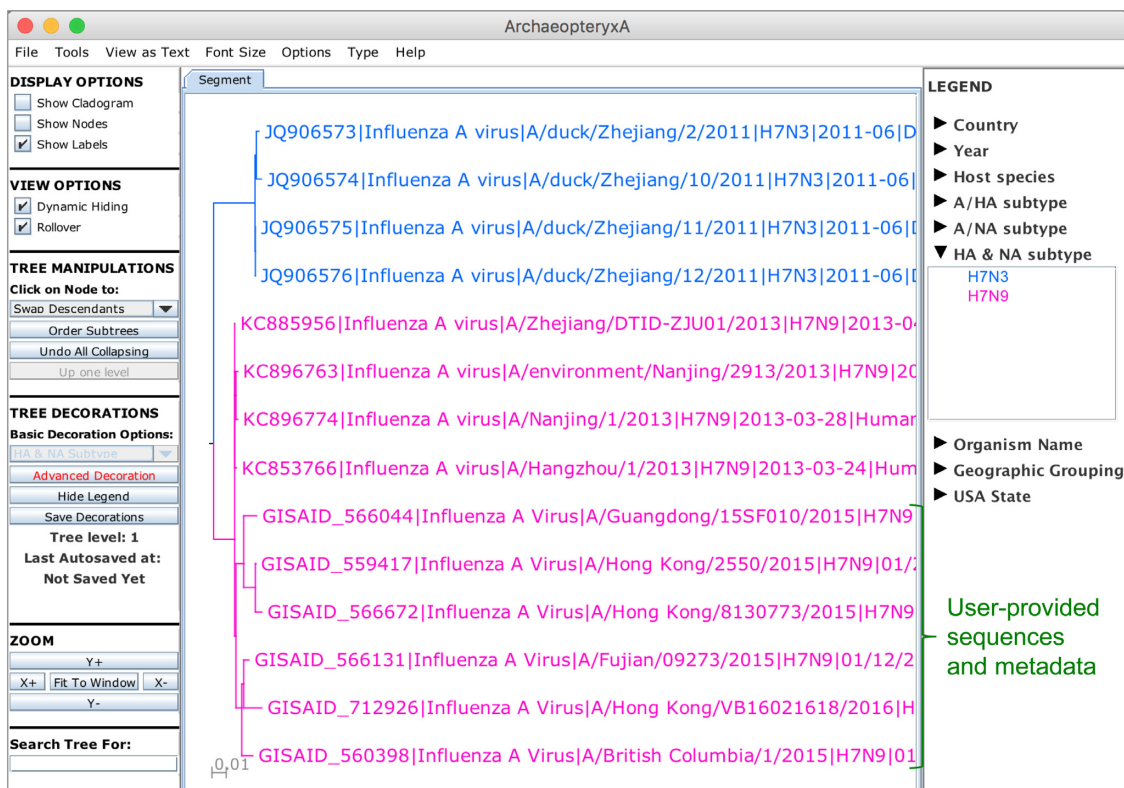 ArchaeopteryxA
File Tools View as Text Font Size Options Type Help
DISPLAY OPTIONS
Show Cladogram
Show Nodes
Show Labels
VIEW OPTIONS
Dynamic Hiding
Rollover
TREE MANIPULATIONS
Click on Node to:
Swap Descendants
Order Subtrees
Undo All Collapsing
Up one level
TREE DECORATIONS
Basic Decoration Options:
HA & NA Subtype
Advanced Decoration
Hide Legend
Save Decorations
Tree level: 1
Last Autosaved at:
Not Saved Yet
ZOOM
Y+
X+ Fit To Window X-
Y-
Search Tree For:
Segment
JQ906573|Influenza A virus|A/duck/Zhejiang/2/2011|H7N3|2011-06|D
JQ906574|Influenza A virus|A/duck/Zhejiang/10/2011|H7N3|2011-06|
JQ906575|Influenza A virus|A/duck/Zhejiang/11/2011|H7N3|2011-06|D
JQ906576|Influenza A virus|A/duck/Zhejiang/12/2011|H7N3|2011-06|D
KC885956|Influenza A virus|A/Zhejiang/DTID-ZJU01/2013|H7N9|2013-04
KC896763|Influenza A virus|A/environment/Nanjing/2913/2013|H7N9|20
KC896774|Influenza A virus|A/Nanjing/1/2013|H7N9|2013-03-28|Human
KC853766|Influenza A virus|A/Hangzhou/1/2013|H7N9|2013-03-24|Hum
GISAID_566044|Influenza A Virus|A/Guangdong/15SF010/2015|H7N9
GISAID_559417|Influenza A Virus|A/Hong Kong/2550/2015|H7N9|01/2
GISAID_566672|Influenza A Virus|A/Hong Kong/8130773/2015|H7N9
GISAID_566131|Influenza A Virus|A/Fujian/09273/2015|H7N9|01/12/2
GISAID_712926|Influenza A Virus|A/Hong Kong/VB16021618/2016|H
GISAID_560398|Influenza A Virus|A/British Columbia/1/2015|H7N9|01
0.01
LEGEND
Country
Year
Host species
A/HA subtype
A/NA subtype
HA & NA subtype
H7N3
H7N9
Organism Name
Geographic Grouping
USA State
User-provided
sequences
and metadata